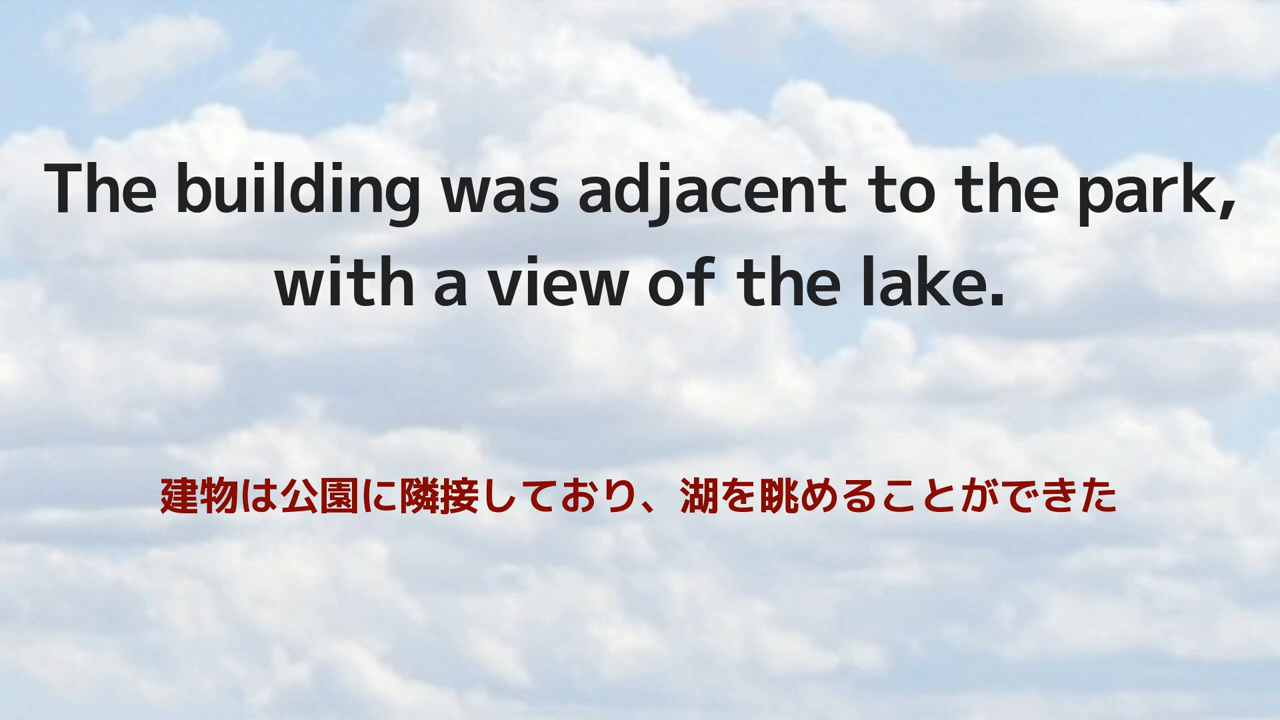 The building was adjacent to the park,
with a view of the lake.
建物は公園に隣接しており、湖を眺めることができた